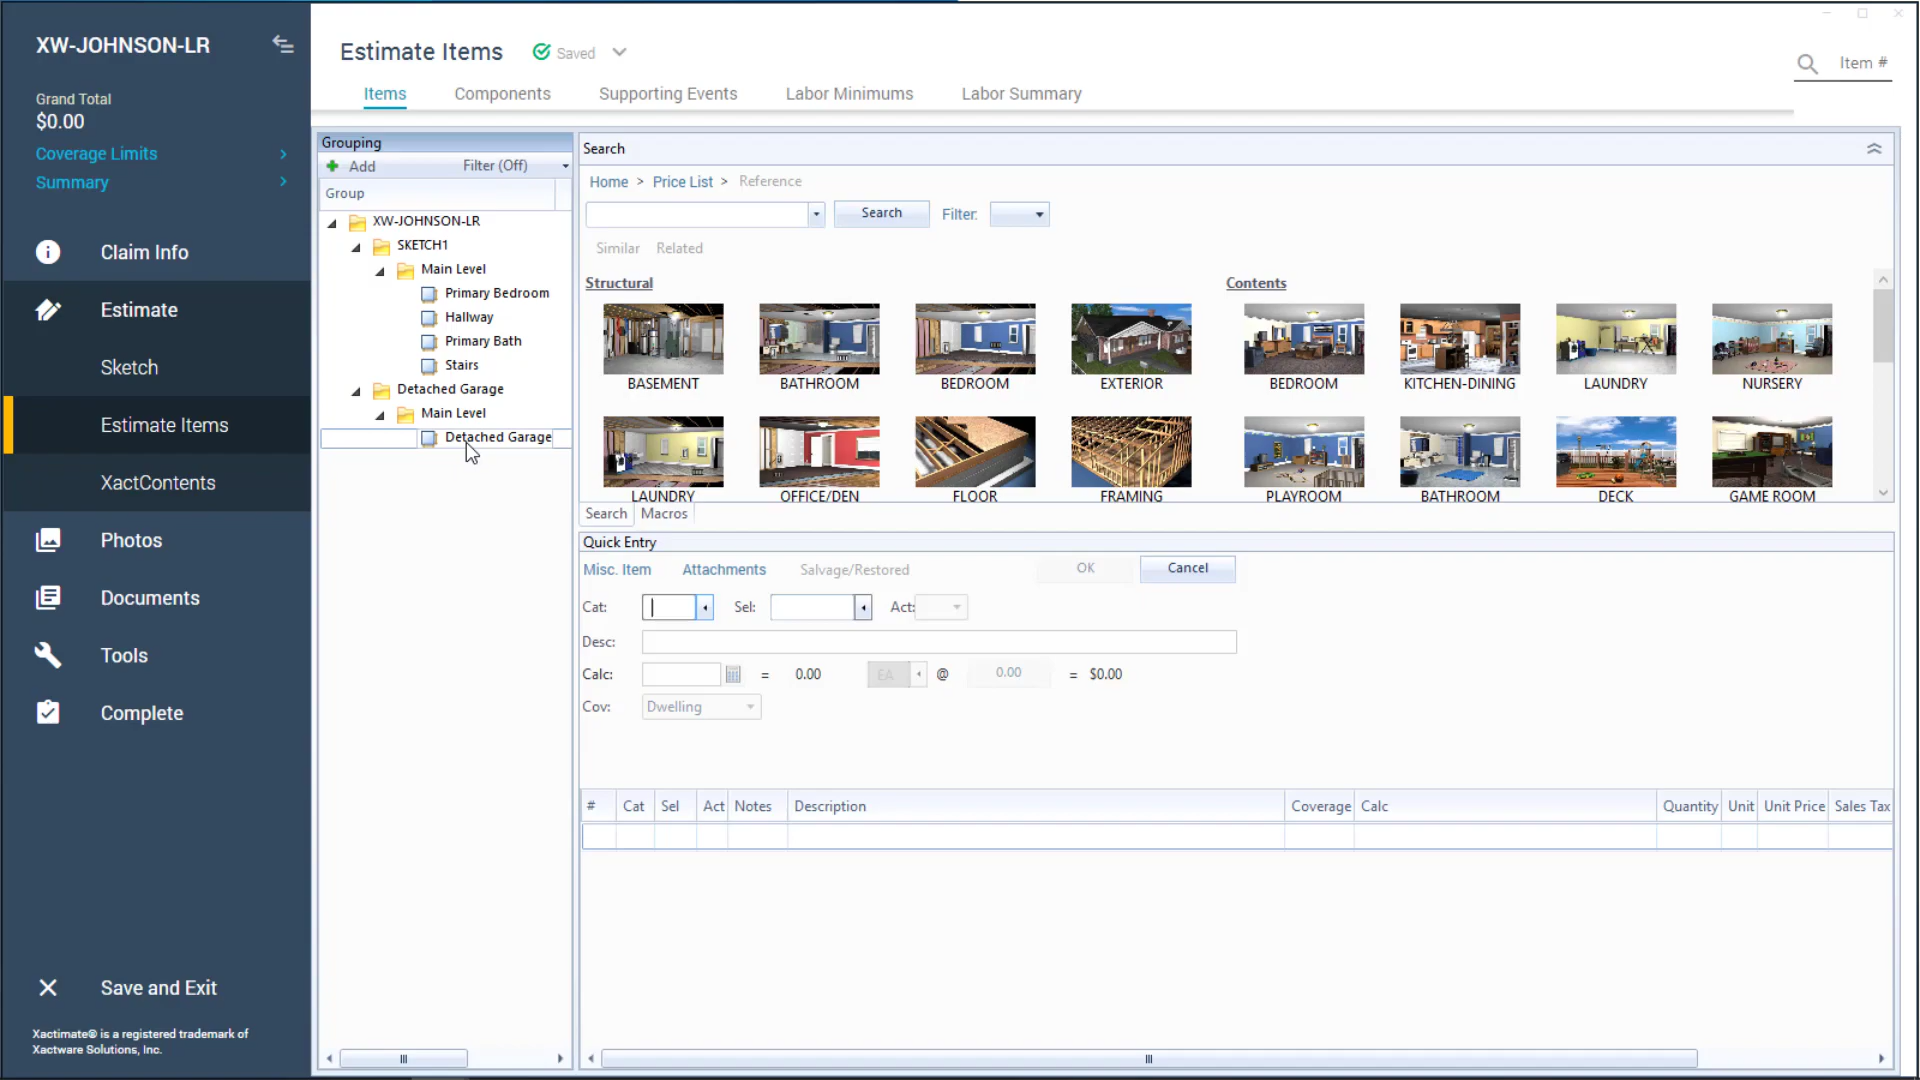 XW-JOHNSON-LR
Grand Total
$0.00
Coverage Limits
Summary
Claim Info
Estimate
Sketch
Estimate Items
XactContents
Photos
Documents
Tools
Complete
Save and Exit
Xactimate® is a registered trademark of
Xactware Solutions, Inc.
Estimate Items Saved
Item #
Items Components Supporting Events Labor Minimums Labor Summary
Grouping
Add Filter (Off)
Group
XW-JOHNSON-LR
SKETCH1
Main Level
Primary Bedroom
Hallway
Primary Bath
Stairs
Detached Garage
Main Level
Detached Garage
Search
Home > Price List > Reference
Search Filter:
Similar Related
Structural Contents
BASEMENT BATHROOM BEDROOM EXTERIOR BEDROOM KITCHEN-DINING LAUNDRY NURSERY
LAUNDRY OFFICE/DEN FLOOR FRAMING PLAYROOM BATHROOM DECK GAME ROOM
Search Macros
Quick Entry
Misc. Item Attachments Salvage/Restored OK Cancel
Cat: Sel: Act:
Desc:
Calc: = 0.00 EA @ 0.00 = $0.00
Cov: Dwelling
# Cat Sel Act Notes Description Coverage Calc Quantity Unit Unit Price Sales Tax